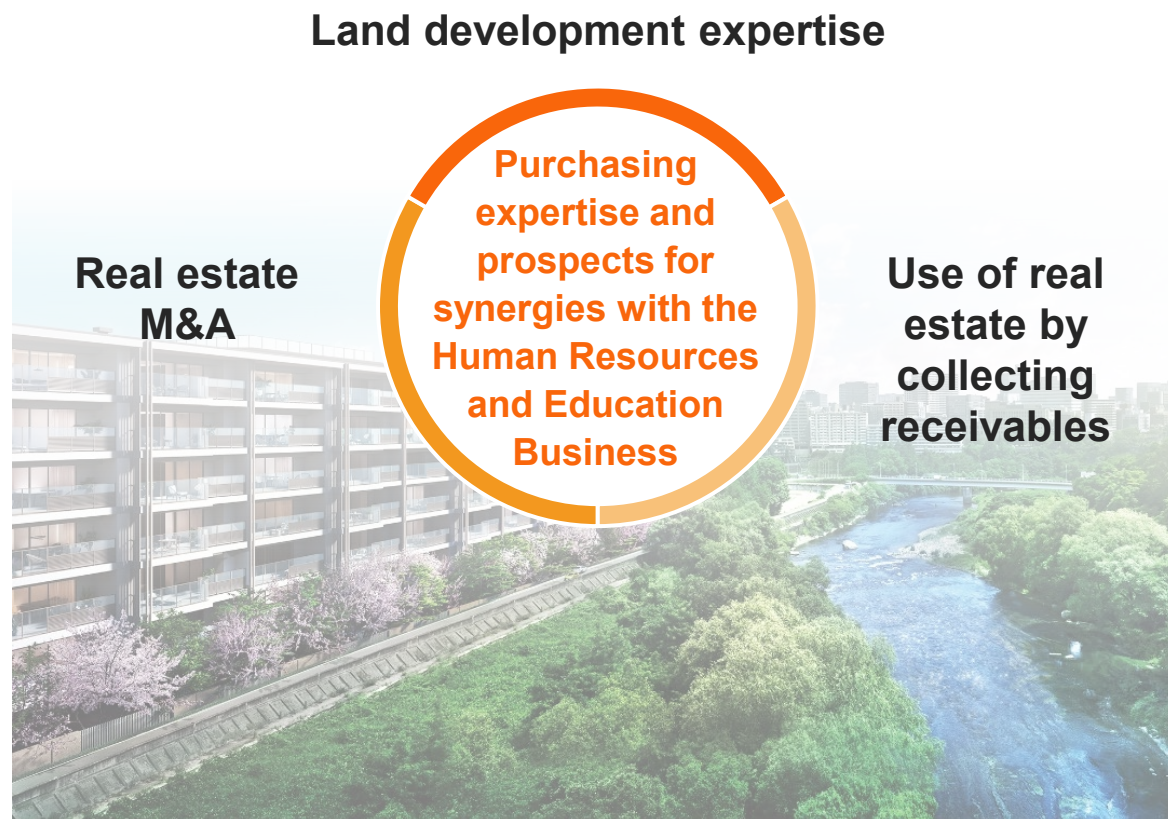 Land development expertise
Purchasing
expertise and
prospects for
synergies with the
Human Resources
and Education
Business
Real estate
M&A
Use of real
estate by
collecting
receivables